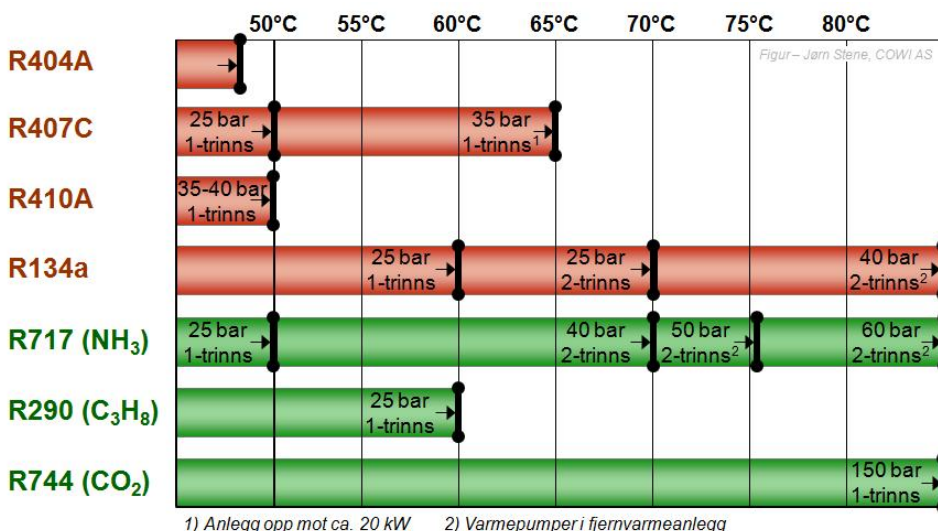 50°C 55°C 60°C 65°C 70°C 75°C 80°C
Figur – Jørn Stene, COWI AS
R404A
R407C
25 bar
1-trinns
35 bar
1-trinns¹
R410A
35-40 bar
1-trinns
R134a
25 bar
1-trinns
25 bar
2-trinns
40 bar
2-trinns²
R717 (NH₃)
25 bar
1-trinns
40 bar
2-trinns
50 bar
2-trinns²
60 bar
2-trinns²
R290 (C₃H₈)
25 bar
1-trinns
R744 (CO₂)
150 bar
1-trinns
1) Anlegg opp mot ca. 20 kW 2) Varmepumper i fjernvarmeanlegg